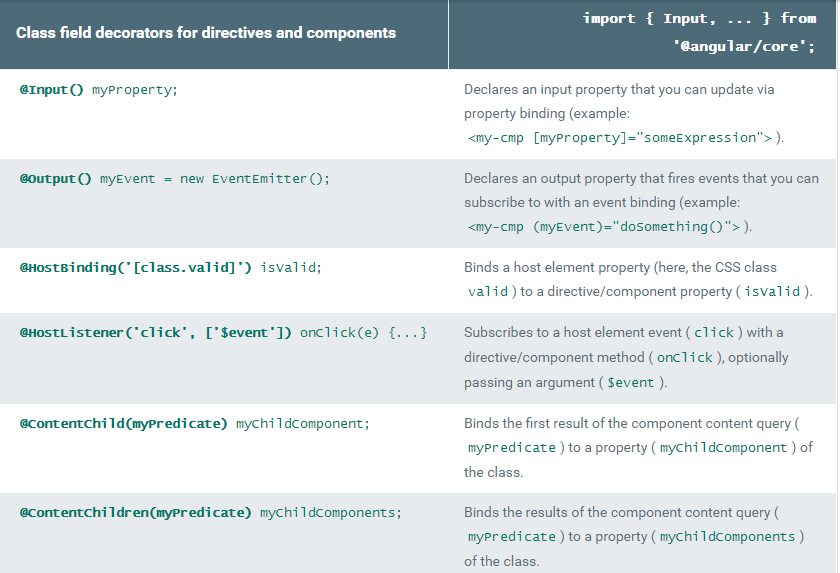 Class field decorators for directives and components
import { Input, ... } from
'@angular/core';
@Input() myProperty;
Declares an input property that you can update via
property binding (example:
<my-cmp [myProperty]="someExpression"> ).
@Output() myEvent = new EventEmitter();
Declares an output property that fires events that you can
subscribe to with an event binding (example:
<my-cmp (myEvent)="doSomething()"> ).
@HostBinding('[class.valid]') isValid;
Binds a host element property (here, the CSS class
valid ) to a directive/component property ( isValid ).
@HostListener('click', ['$event']) onClick(e) {...}
Subscribes to a host element event ( click ) with a
directive/component method ( onClick ), optionally
passing an argument ( $event ).
@ContentChild(myPredicate) myChildComponent;
Binds the first result of the component content query (
myPredicate ) to a property ( myChildComponent ) of
the class.
@ContentChildren(myPredicate) myChildComponents;
Binds the results of the component content query (
myPredicate ) to a property ( myChildComponents )
of the class.